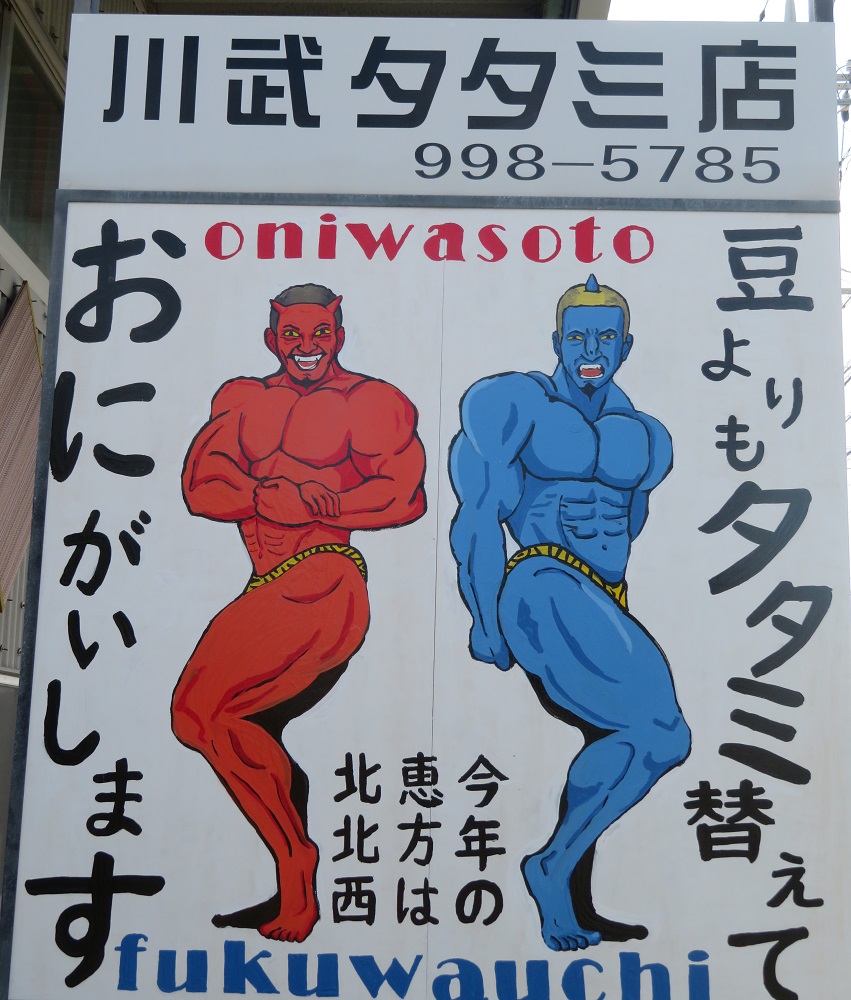 川武タタミ店
998-5785
oniwasoto
豆よりもタタミ替えて
おにがいします
今年の
恵方は
北北西
fukuwauchi